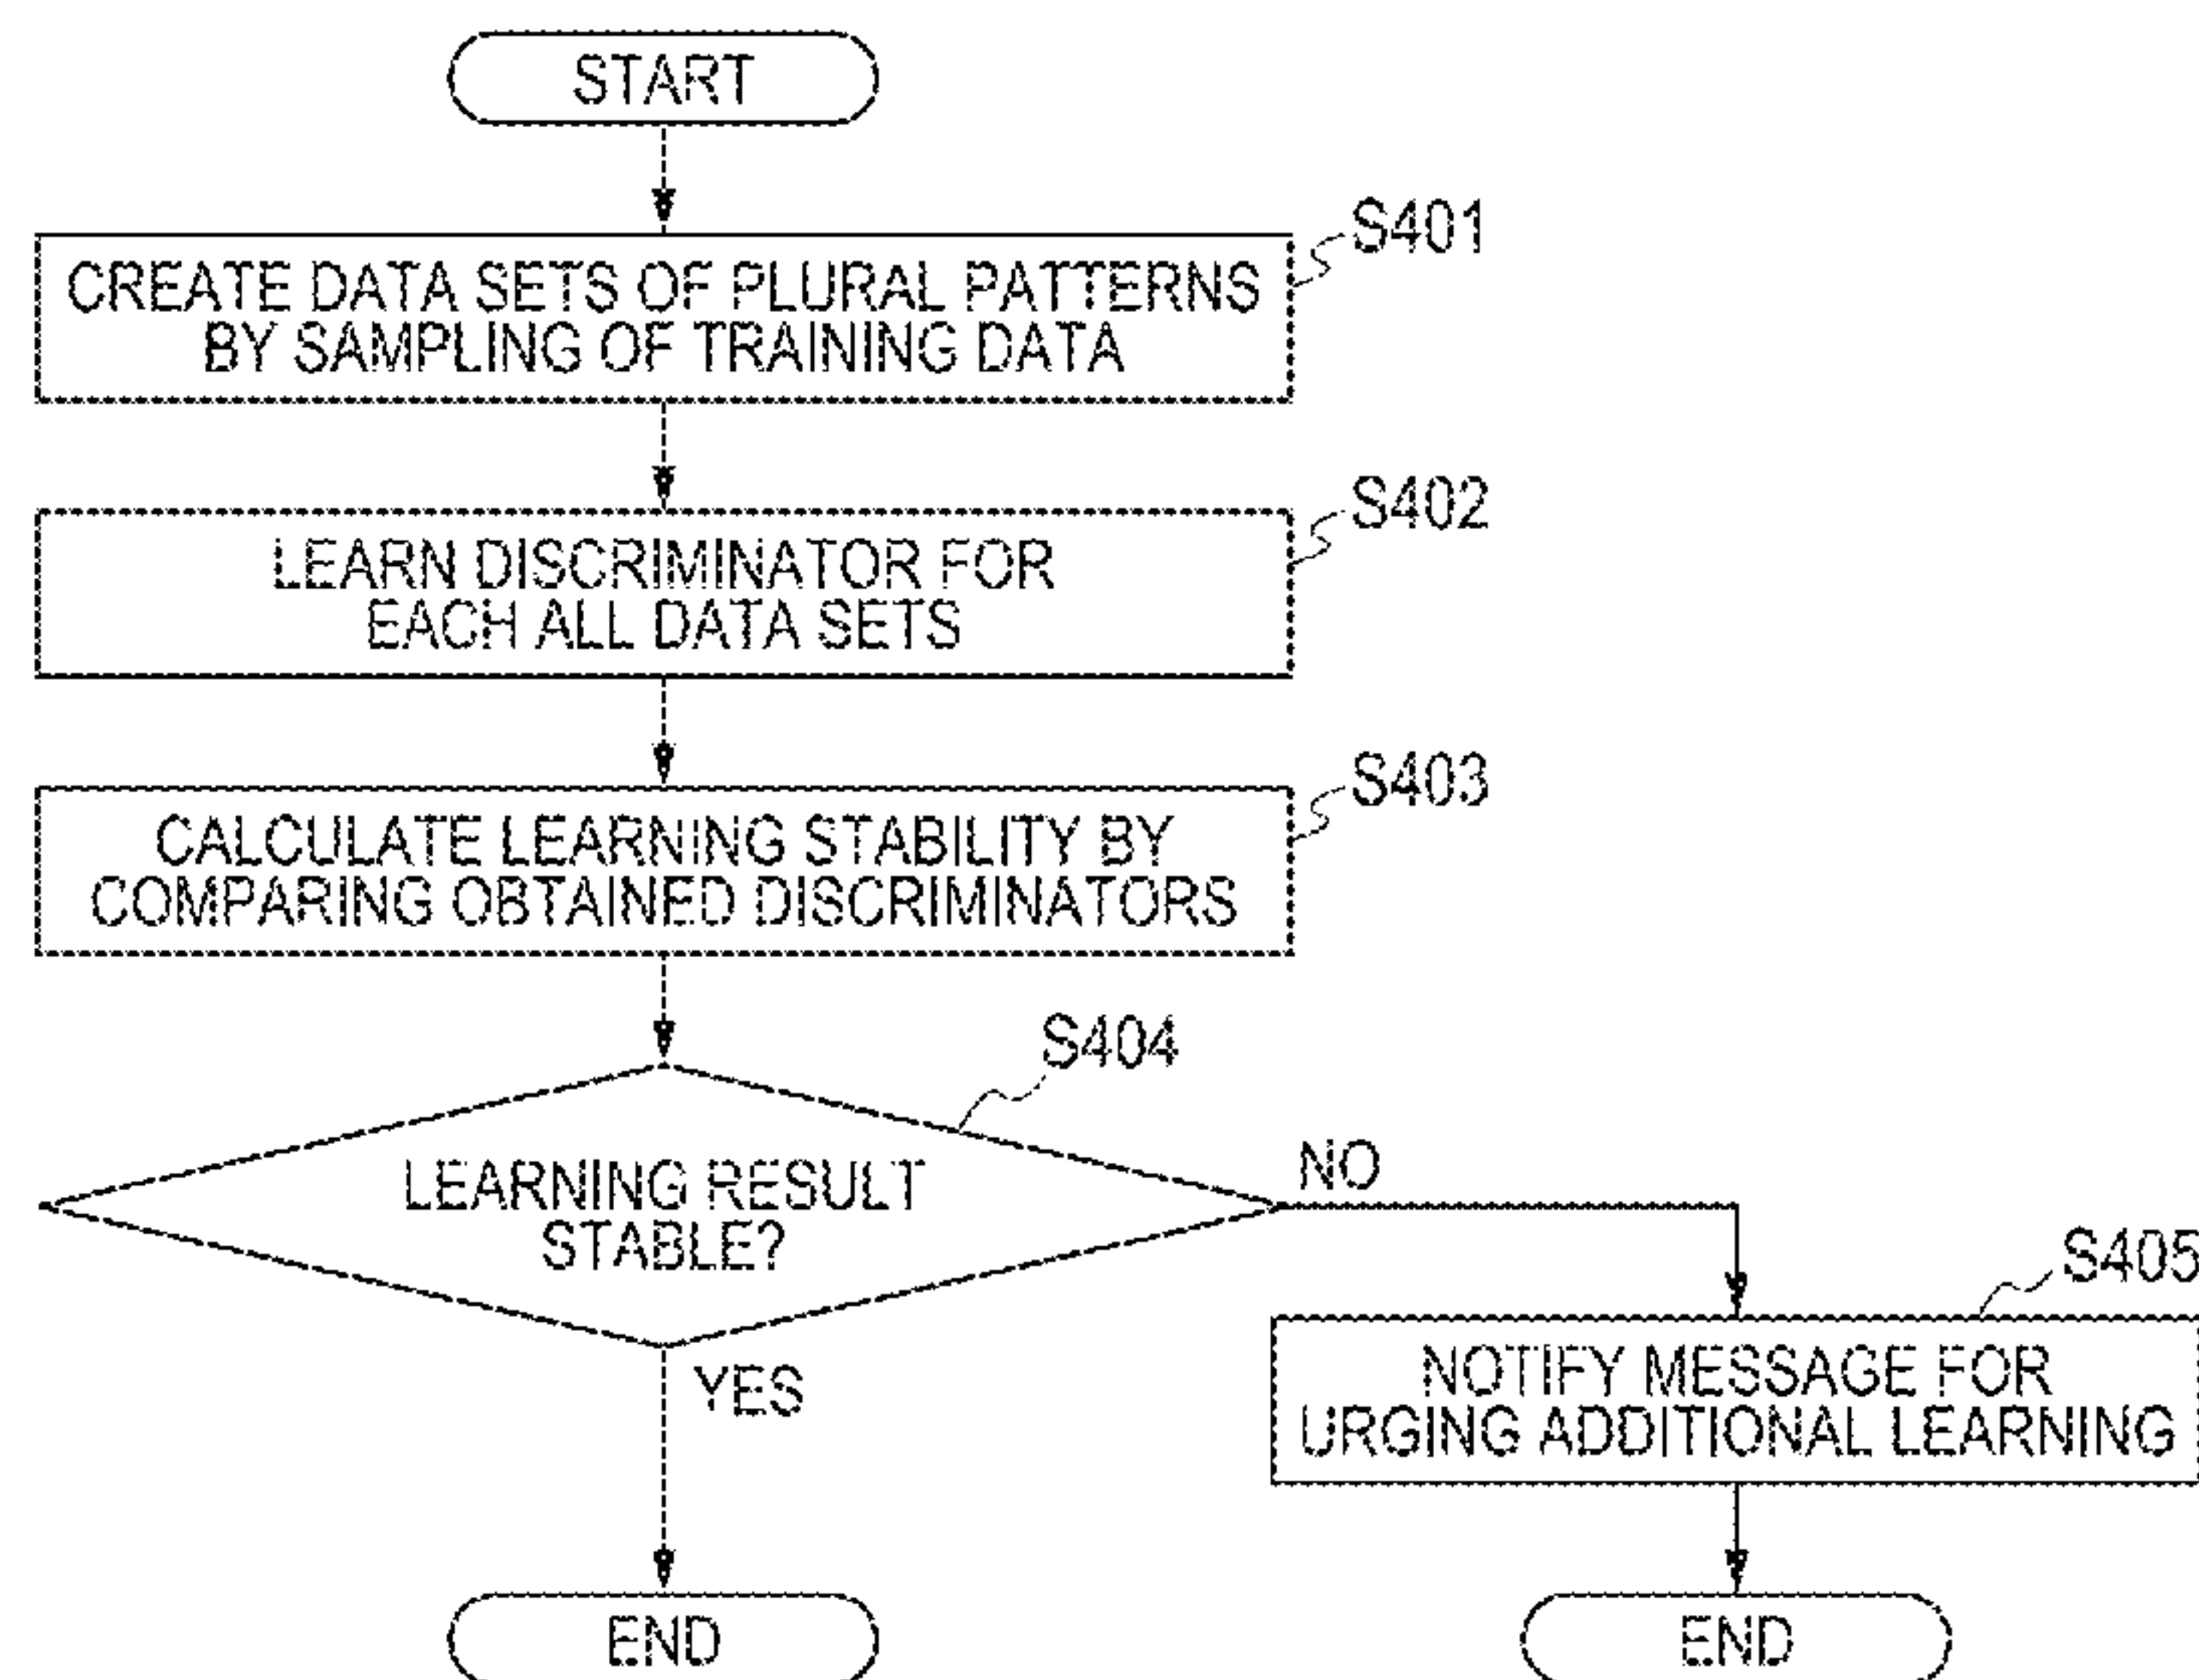 START
S401
CREATE DATA SETS OF PLURAL PATTERNS
BY SAMPLING OF TRAINING DATA
S402
LEARN DISCRIMINATOR FOR
EACH ALL DATA SETS
S403
CALCULATE LEARNING STABILITY BY
COMPARING OBTAINED DISCRIMINATORS
S404
LEARNING RESULT
STABLE?
NO
YES
S405
NOTIFY MESSAGE FOR
URGING ADDITIONAL LEARNING
END
END